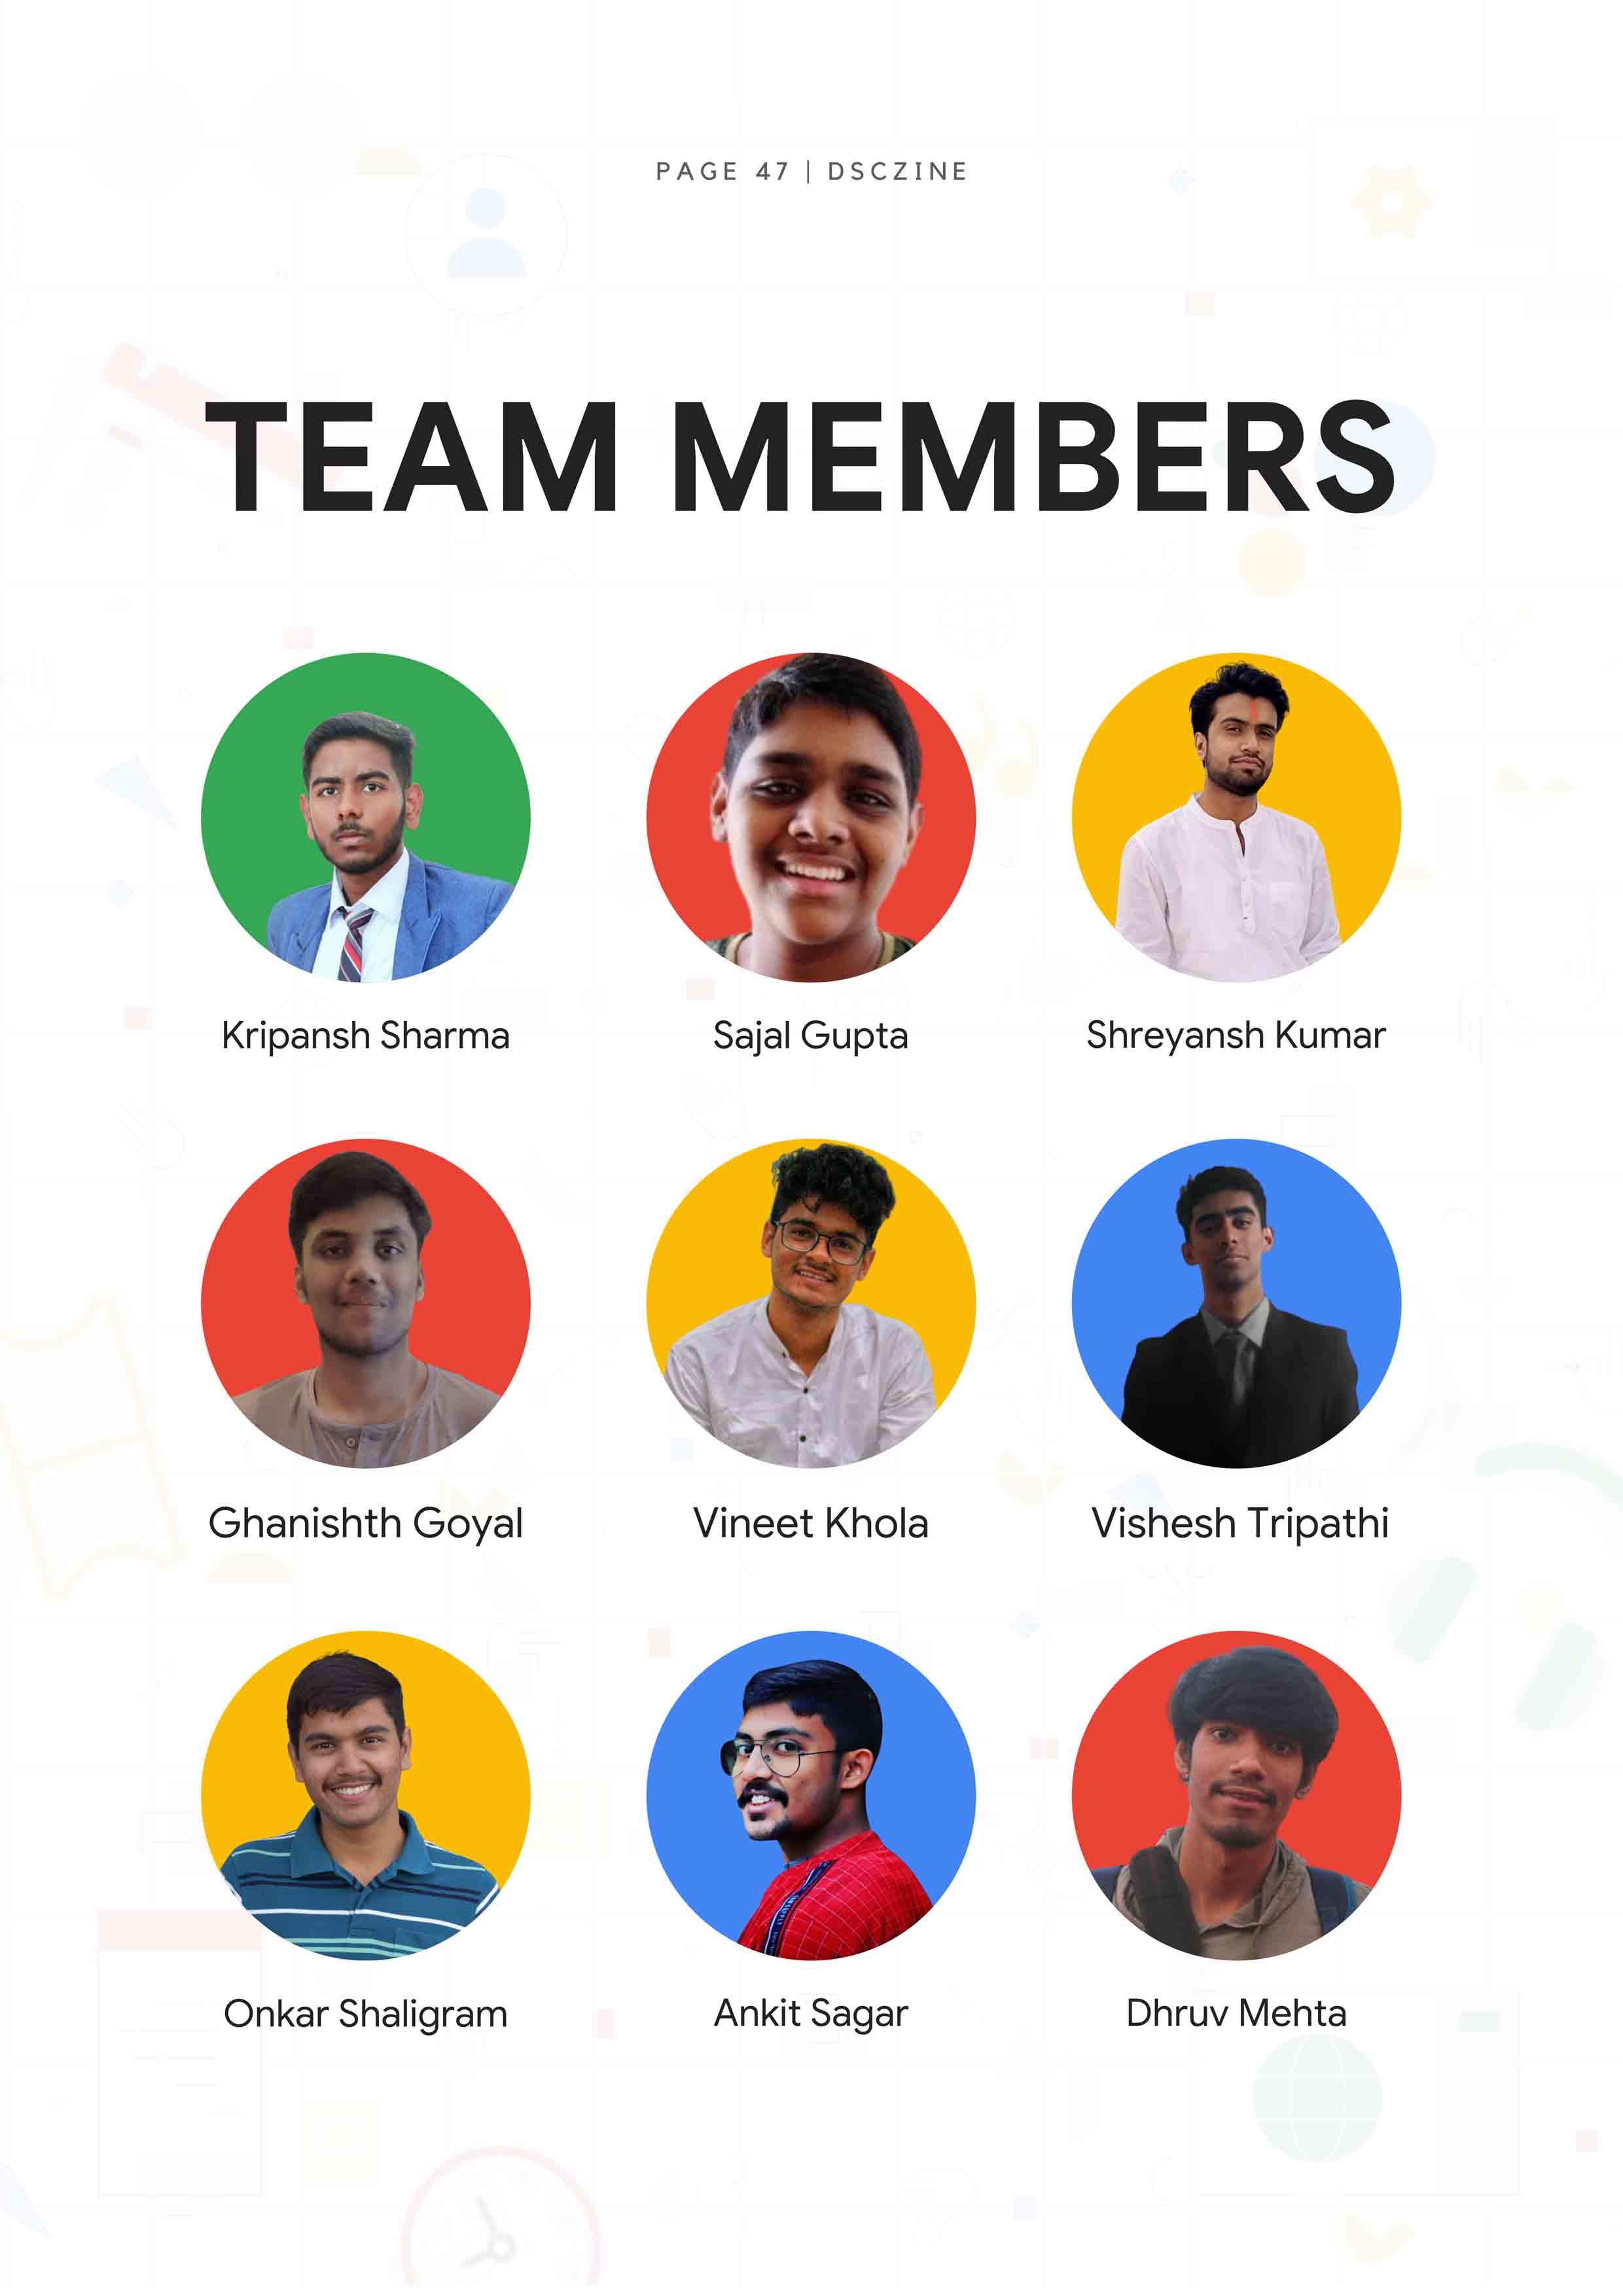 PAGE 47 | DSCZINE
TEAM MEMBERS
Kripansh Sharma
Sajal Gupta
Shreyansh Kumar
Ghanishth Goyal
Vineet Khola
Vishesh Tripathi
Onkar Shaligram
Ankit Sagar
Dhruv Mehta